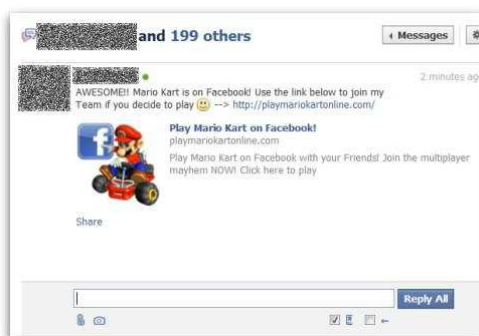 and 199 others
Messages
2 minutes ag
AWESOME!! Mario Kart is on Facebook! Use the link below to join my
Team if you decide to play --> http://playmariokartonline.com/
Play Mario Kart on Facebook!
playmariokartonline.com
Play Mario Kart on Facebook with your Friends! Join the multiplayer
mayhem NOW! Click here to play
Share
Reply All